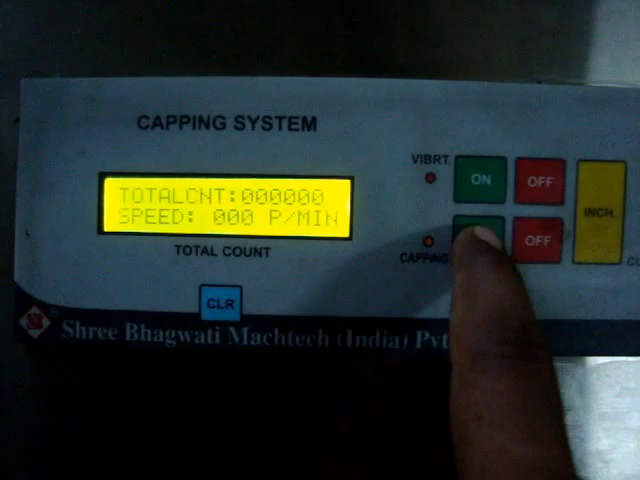 CAPPING SYSTEM
TOTALCNT:000000
SPEED: 000 P/MIN
TOTAL COUNT
CLR
VIBRT.
ON
OFF
INCH.
CAPPING
OFF
Shree Bhagwati Machtech (India) Pvt